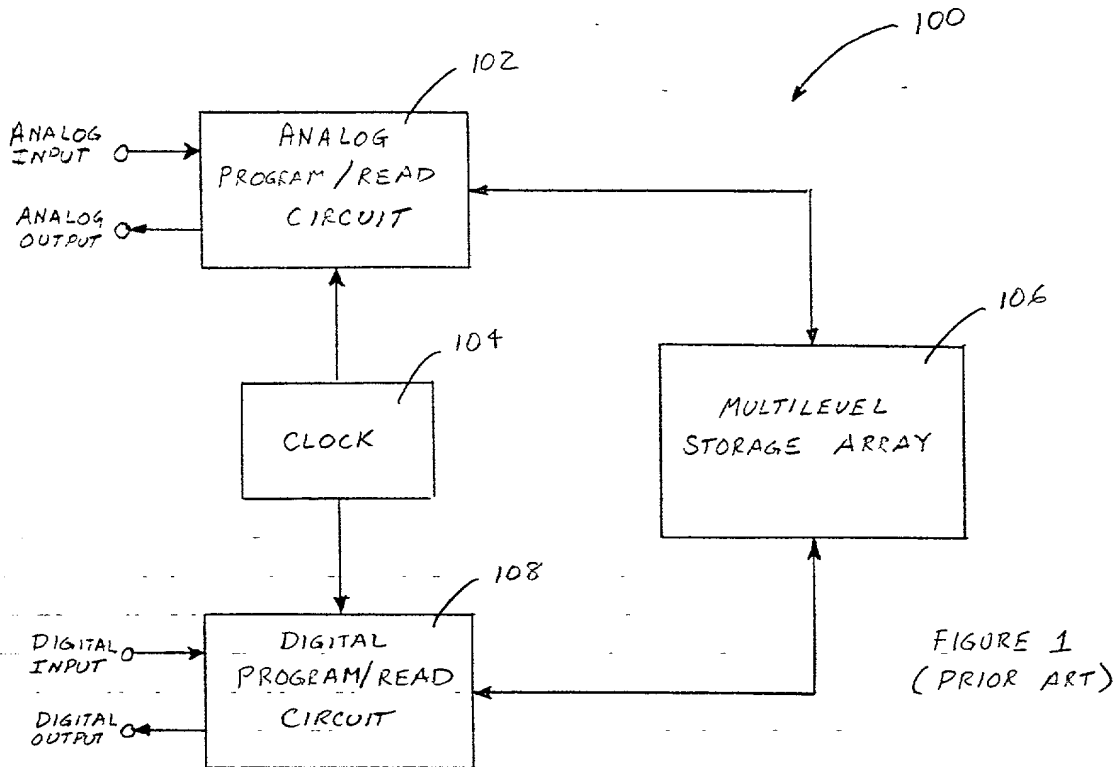 100
102
ANALOG
INPUT
ANALOG
OUTPUT
ANALOG
PROGRAM/READ
CIRCUIT
104
CLOCK
106
MULTILEVEL
STORAGE ARRAY
108
DIGITAL
INPUT
DIGITAL
OUTPUT
DIGITAL
PROGRAM/READ
CIRCUIT
FIGURE 1
(PRIOR ART)